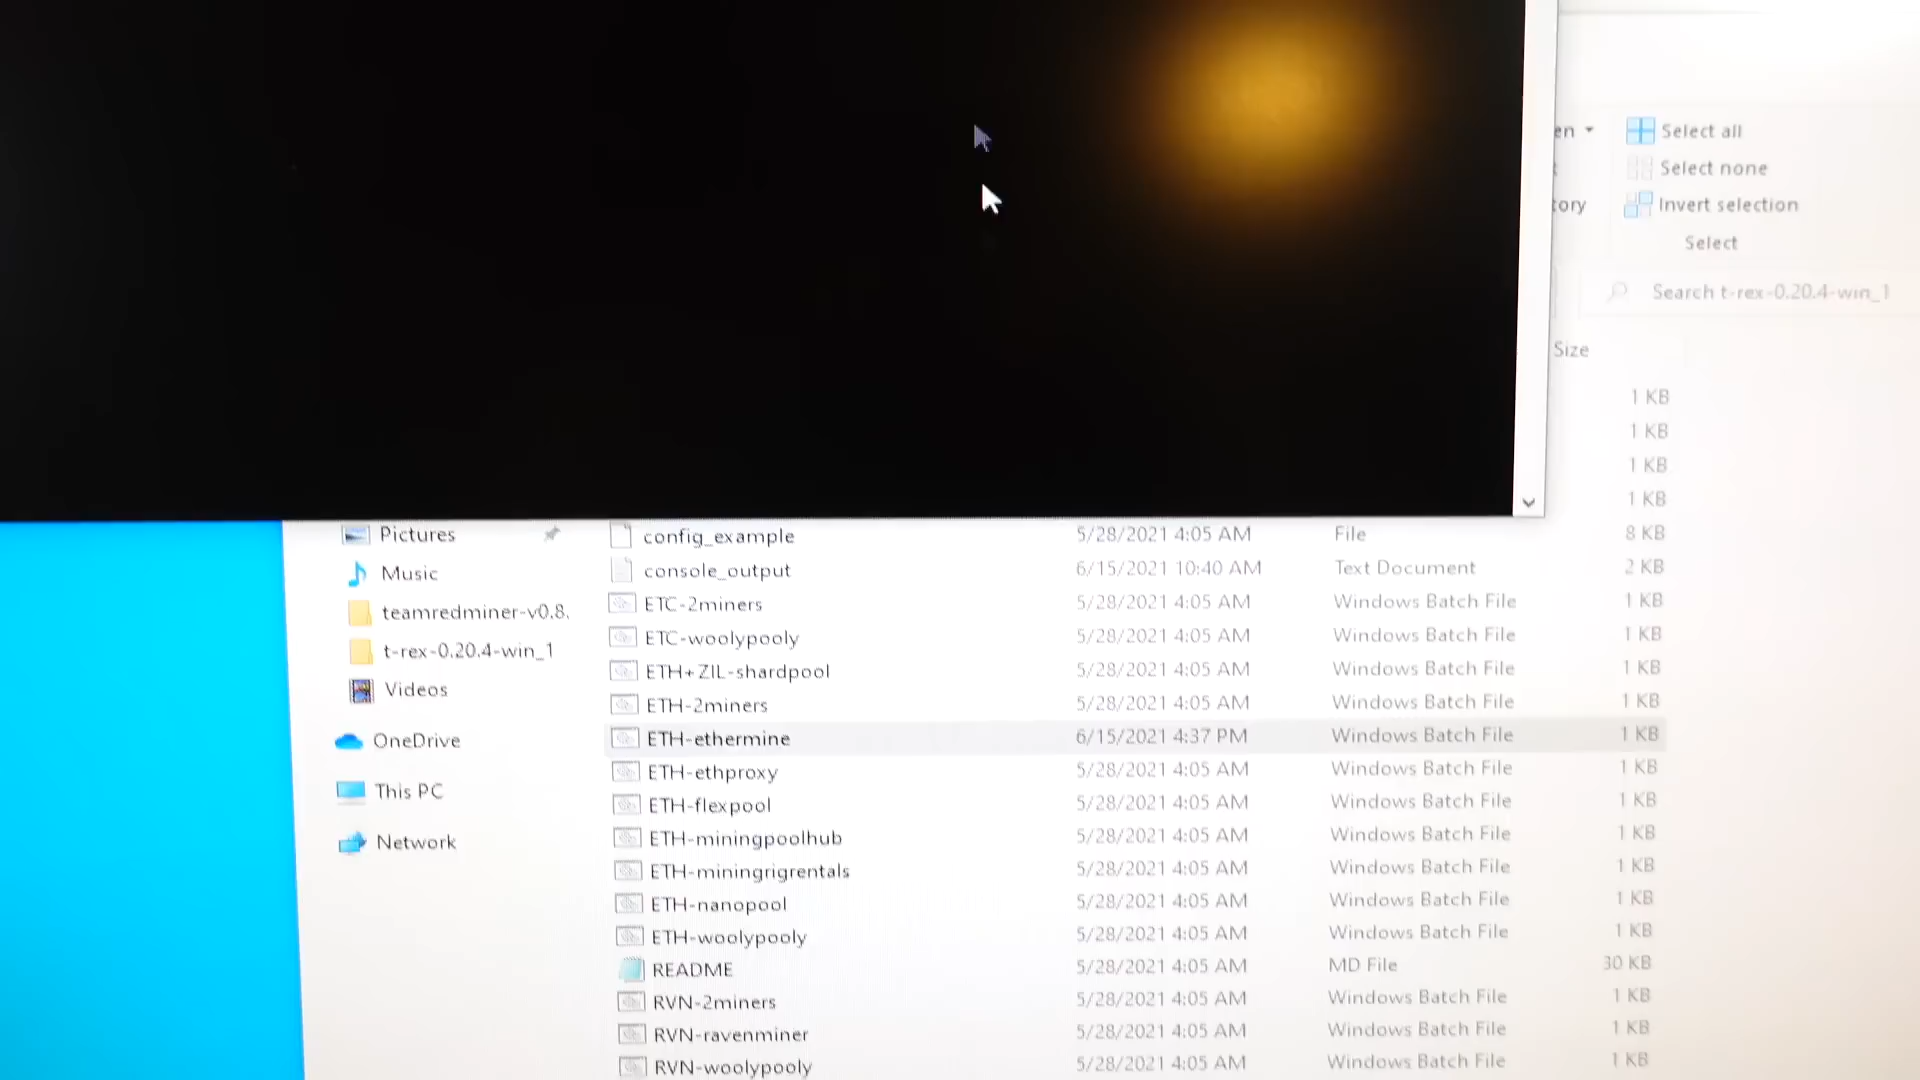 en
Select all
Select none
tory
Invert selection
Select
Search t-rex-0.20.4-win_1
Size
1 KB
1 KB
1 KB
1 KB
Pictures
config_example 5/28/2021 4:05 AM File 8 KB
Music
console_output 6/15/2021 10:40 AM Text Document 2 KB
teamredminer-v0.8.
ETC-2miners 5/28/2021 4:05 AM Windows Batch File 1 KB
ETC-woolypooly 5/28/2021 4:05 AM Windows Batch File 1 KB
t-rex-0.20.4-win_1
ETH+ZIL-shardpool 5/28/2021 4:05 AM Windows Batch File 1 KB
Videos
ETH-2miners 5/28/2021 4:05 AM Windows Batch File 1 KB
OneDrive
ETH-ethermine 6/15/2021 4:37 PM Windows Batch File 1 KB
ETH-ethproxy 5/28/2021 4:05 AM Windows Batch File 1 KB
This PC
ETH-flexpool 5/28/2021 4:05 AM Windows Batch File 1 KB
Network
ETH-miningpoolhub 5/28/2021 4:05 AM Windows Batch File 1 KB
ETH-miningrigrentals 5/28/2021 4:05 AM Windows Batch File 1 KB
ETH-nanopool 5/28/2021 4:05 AM Windows Batch File 1 KB
ETH-woolypooly 5/28/2021 4:05 AM Windows Batch File 1 KB
README 5/28/2021 4:05 AM MD File 30 KB
RVN-2miners 5/28/2021 4:05 AM Windows Batch File 1 KB
RVN-ravenminer 5/28/2021 4:05 AM Windows Batch File 1 KB
RVN-woolypooly 5/28/2021 4:05 AM Windows Batch File 1 KB